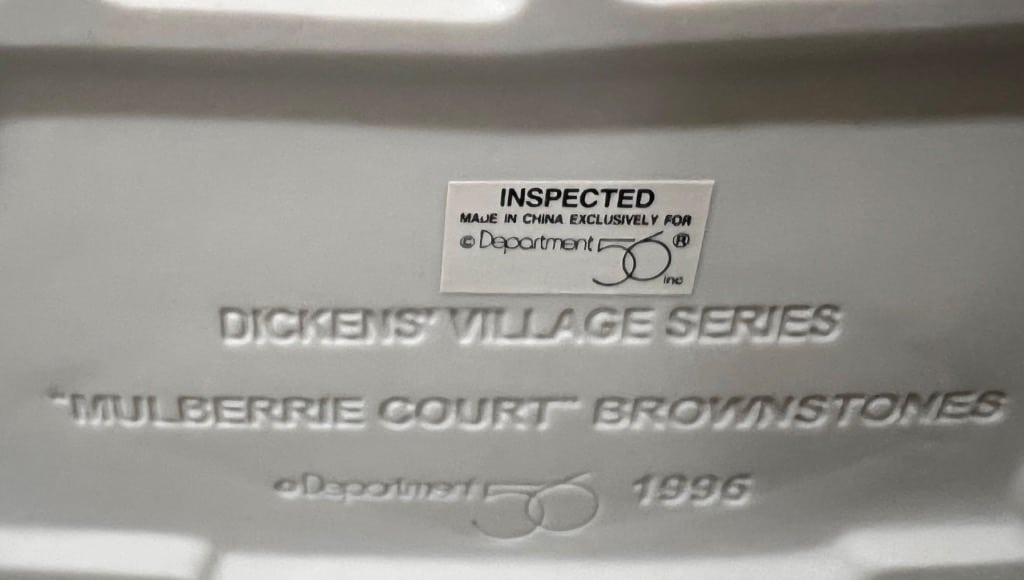 INSPECTED
MADE IN CHINA EXCLUSIVELY FOR
© Department 56 ®
inc
DICKENS' VILLAGE SERIES
"MULBERRIE COURT" BROWNSTONES
© Department 56 1996